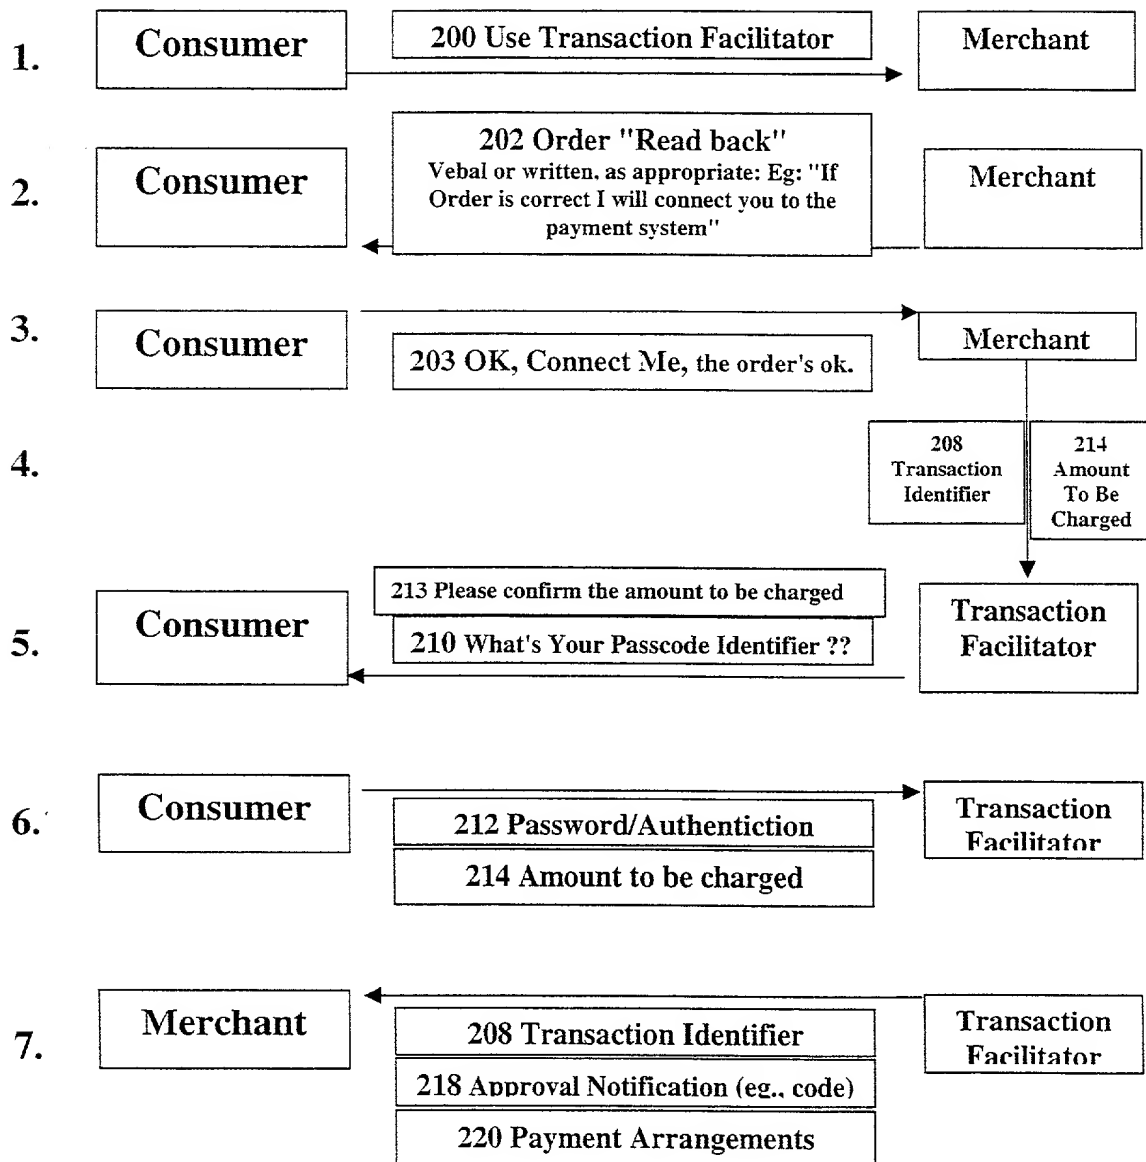 1.
Consumer
200 Use Transaction Facilitator
Merchant
2.
Consumer
202 Order "Read back"
Vebal or written. as appropriate: Eg: "If
Order is correct I will connect you to the
payment system"
Merchant
3.
Consumer
203 OK, Connect Me, the order's ok.
Merchant
4.
208
Transaction
Identifier
214
Amount
To Be
Charged
5.
Consumer
213 Please confirm the amount to be charged
210 What's Your Passcode Identifier ??
Transaction
Facilitator
6.
Consumer
212 Password/Authentiction
214 Amount to be charged
Transaction
Facilitator
7.
Merchant
208 Transaction Identifier
218 Approval Notification (eg., code)
220 Payment Arrangements
Transaction
Facilitator